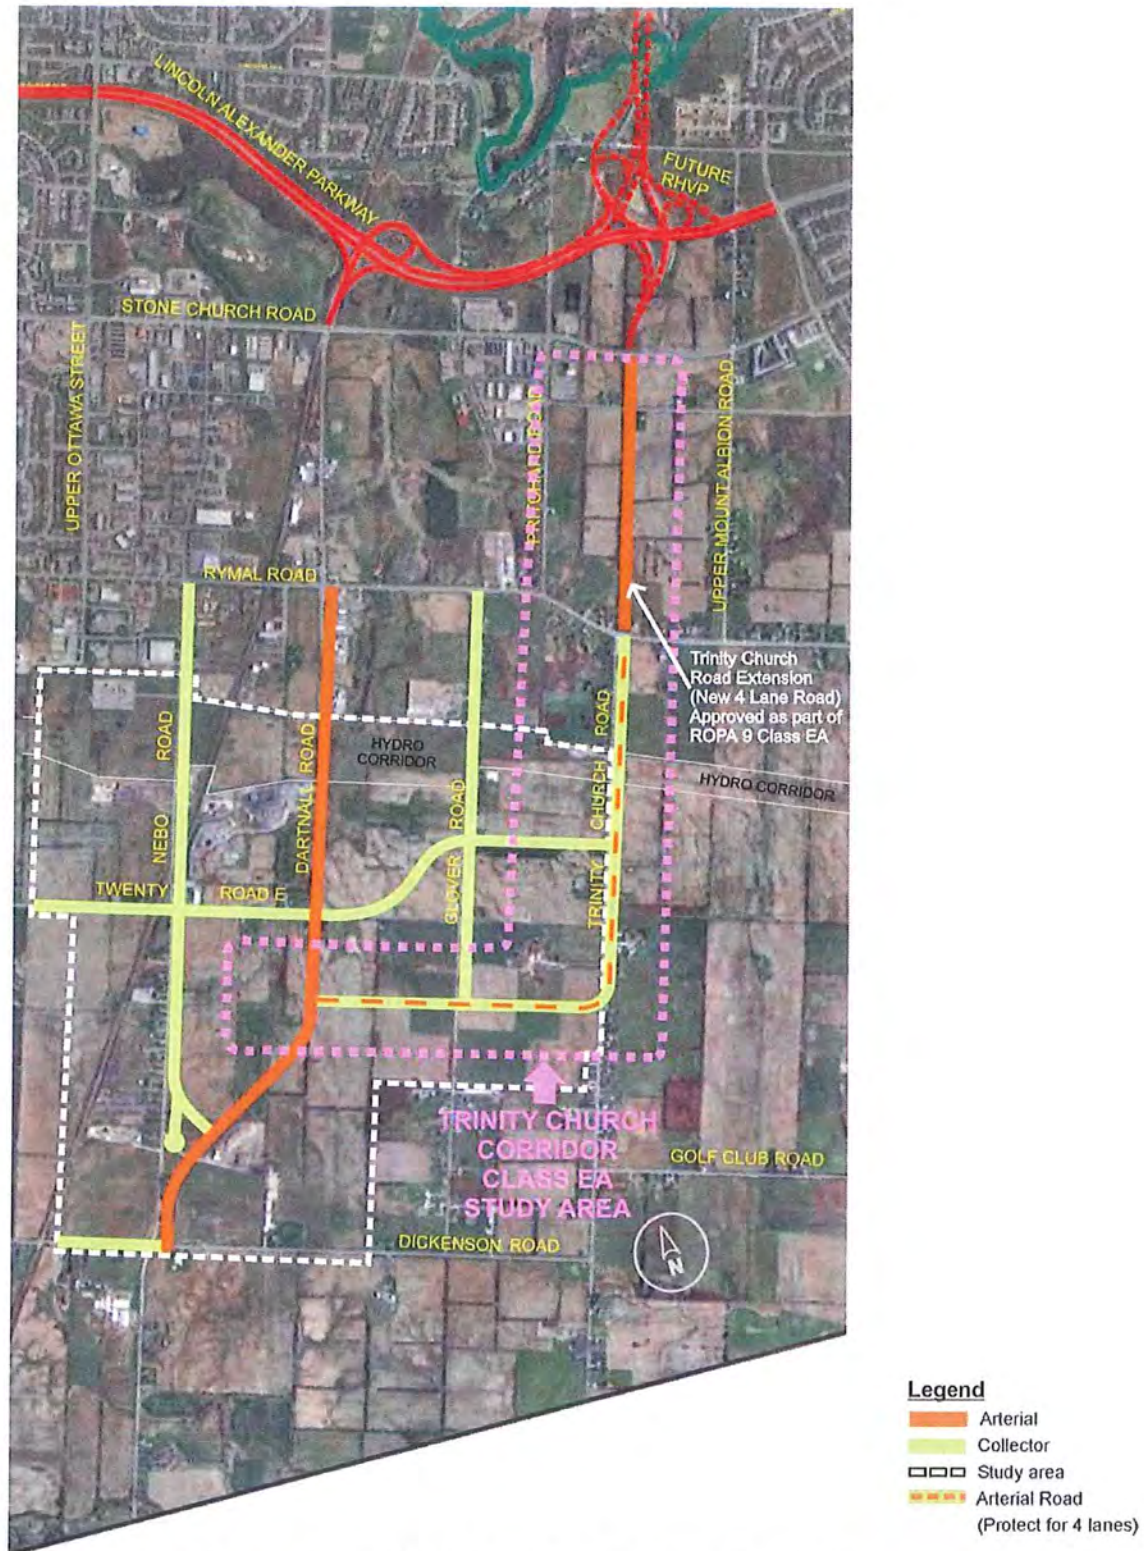 LINCOLN ALEXANDER PARKWAY
FUTURE
RHVP
STONE CHURCH ROAD
UPPER OTTAWA STREET
PRITCHARD ROAD
UPPER MOUNT ALBION ROAD
RYMAL ROAD
Trinity Church
Road Extension
(New 4 Lane Road)
Approved as part of
ROPA 9 Class EA
NEBO ROAD
DARTNALL ROAD
HYDRO
CORRIDOR
GLOVER ROAD
TRINITY CHURCH ROAD
HYDRO CORRIDOR
TWENTY ROAD E
TRINITY CHURCH
CORRIDOR
CLASS EA
STUDY AREA
GOLF CLUB ROAD
DICKENSON ROAD
N
Legend
Arterial
Collector
Study area
Arterial Road
(Protect for 4 lanes)